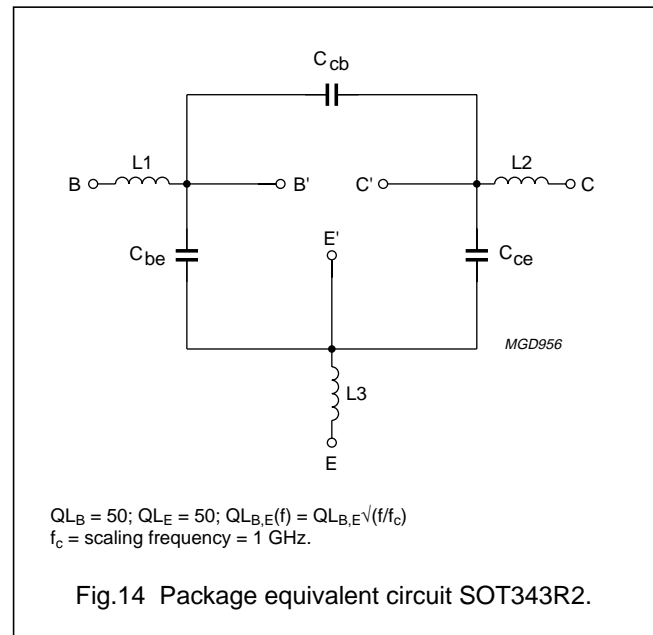 C_cb
L1
L2
B
B'
C'
C
E'
C_be
C_ce
MGD956
L3
E
QL_B = 50; QL_E = 50; QL_B,E(f) = QL_B,E√(f/f_c)
f_c = scaling frequency = 1 GHz.
Fig.14 Package equivalent circuit SOT343R2.